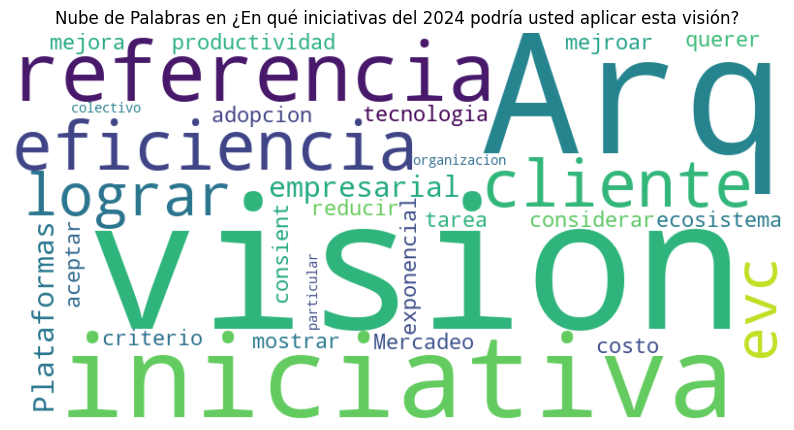 Nube de Palabras en ¿En qué iniciativas del 2024 podría usted aplicar esta visión?
mejora
productividad
mejroar
querer
referencia
Arq
colectivo
adopcion
tecnologia
eficiencia
organizacion
lograr
empresarial
cliente
reducir
tarea
considerar
ecosistema
Plataformas
aceptar
vision
consient
particular
exponencial
evc
criterio
mostrar
Mercadeo
costo
iniciativa